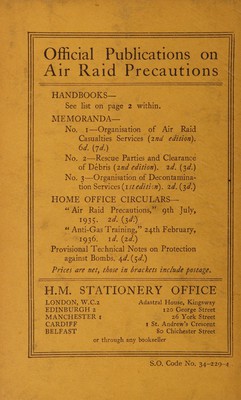 Official Publications on
Air Raid Precautions
HANDBOOKS—
See list on page 2 within.
MEMORANDA—
No. 1—Organisation of Air Raid
Casualties Services (2nd edition).
6d. (7d.)
No. 2—Rescue Parties and Clearance
of Débris (2nd edition). 2d. (3d.)
No. 3—Organisation of Decontamina-
tion Services (1st edition). 2d. (3d.)
HOME OFFICE CIRCULARS—
"Air Raid Precautions," 9th July,
1935. 2d. (3d.)
"Anti-Gas Training," 24th February,
1936. 1d. (2d.)
Provisional Technical Notes on Protection
against Bombs. 4d. (5d.)
Prices are net, those in brackets include postage.
H.M. STATIONERY OFFICE
LONDON, W.C.2 Adastral House, Kingsway
EDINBURGH 2 120 George Street
MANCHESTER 1 26 York Street
CARDIFF 1 St. Andrew's Crescent
BELFAST 80 Chichester Street
or through any bookseller
S.O. Code No. 34-229-4